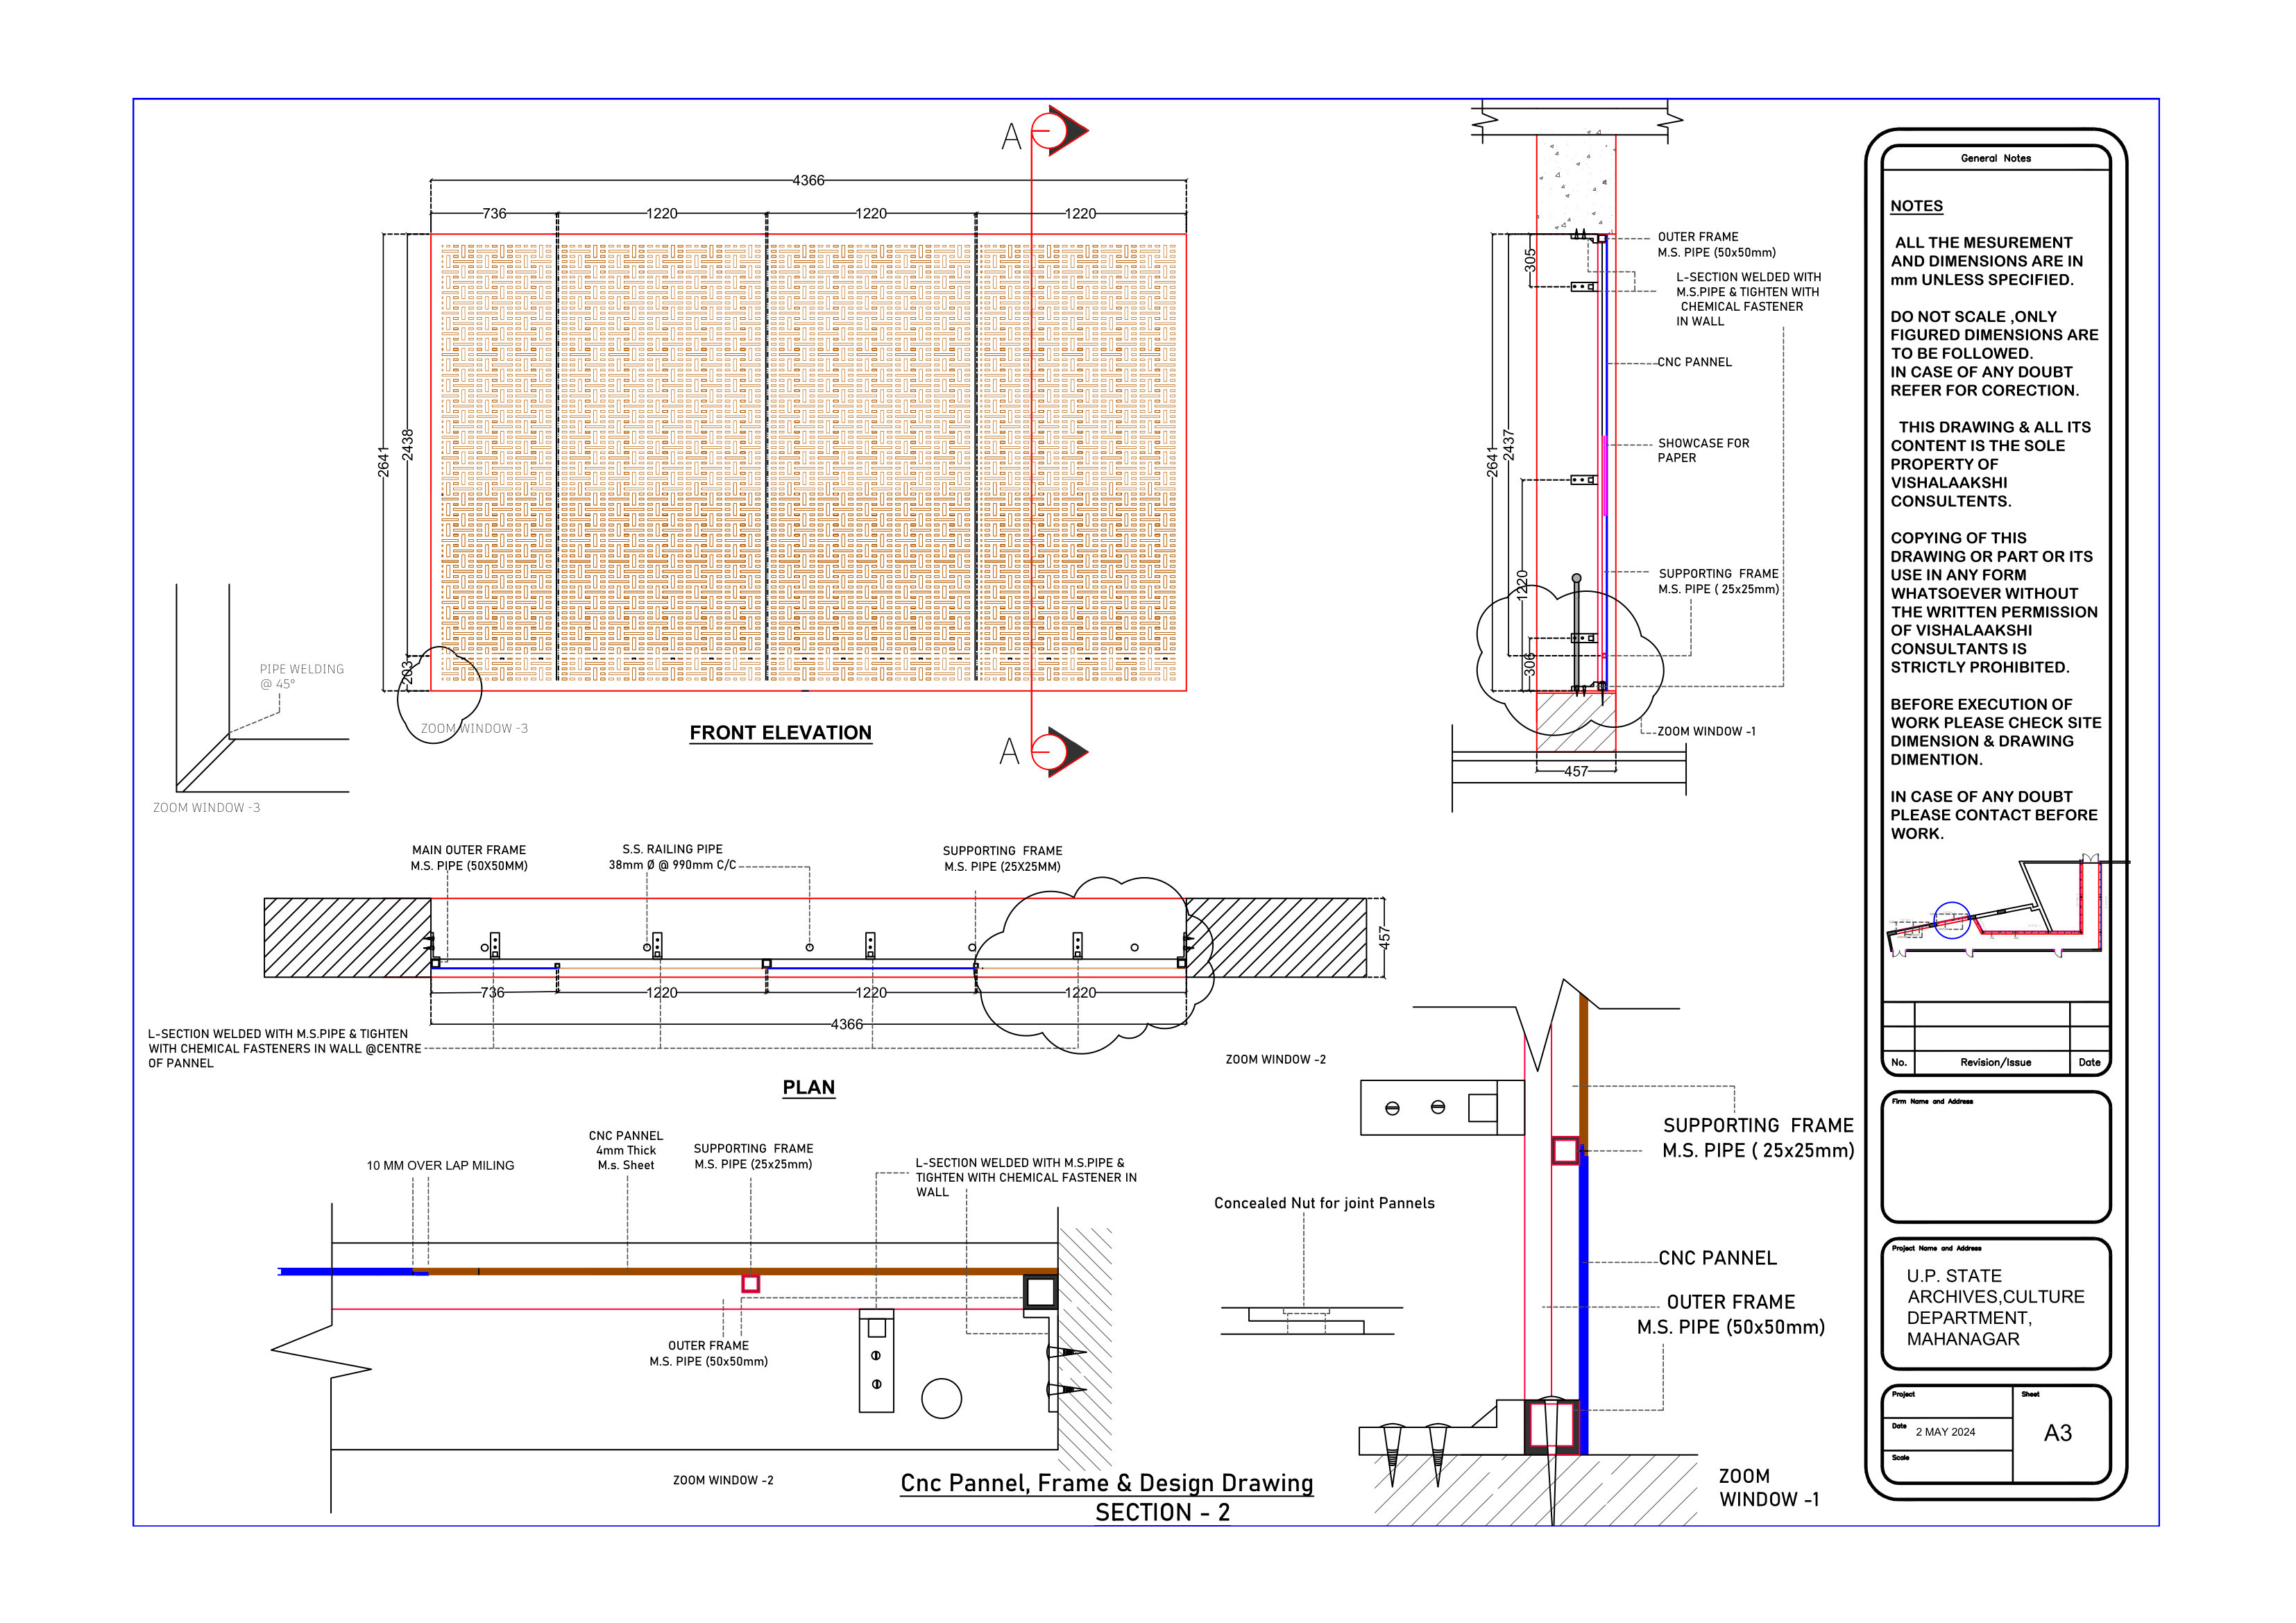 A
4366
736
1220
1220
1220
2641
2438
203
PIPE WELDING
@ 45°
ZOOM WINDOW -3
ZOOM WINDOW -3
FRONT ELEVATION
A
305
2641
2437
1220
306
457
OUTER FRAME
M.S. PIPE (50x50mm)
L-SECTION WELDED WITH
M.S.PIPE & TIGHTEN WITH
CHEMICAL FASTENER
IN WALL
CNC PANNEL
SHOWCASE FOR
PAPER
SUPPORTING FRAME
M.S. PIPE ( 25x25mm)
ZOOM WINDOW -1
MAIN OUTER FRAME
M.S. PIPE (50X50MM)
S.S. RAILING PIPE
38mm Ø @ 990mm C/C
SUPPORTING FRAME
M.S. PIPE (25X25MM)
457
736
1220
1220
1220
4366
L-SECTION WELDED WITH M.S.PIPE & TIGHTEN
WITH CHEMICAL FASTENERS IN WALL @CENTRE
OF PANNEL
ZOOM WINDOW -2
PLAN
10 MM OVER LAP MILING
CNC PANNEL
4mm Thick
M.s. Sheet
SUPPORTING FRAME
M.S. PIPE (25x25mm)
L-SECTION WELDED WITH M.S.PIPE &
TIGHTEN WITH CHEMICAL FASTENER IN
WALL
OUTER FRAME
M.S. PIPE (50x50mm)
ZOOM WINDOW -2
Concealed Nut for joint Pannels
SUPPORTING FRAME
M.S. PIPE ( 25x25mm)
CNC PANNEL
OUTER FRAME
M.S. PIPE (50x50mm)
ZOOM
WINDOW -1
Cnc Pannel, Frame & Design Drawing
SECTION - 2
General Notes
NOTES
ALL THE MESUREMENT
AND DIMENSIONS ARE IN
mm UNLESS SPECIFIED.
DO NOT SCALE ,ONLY
FIGURED DIMENSIONS ARE
TO BE FOLLOWED.
IN CASE OF ANY DOUBT
REFER FOR CORECTION.
THIS DRAWING & ALL ITS
CONTENT IS THE SOLE
PROPERTY OF
VISHALAAKSHI
CONSULTENTS.
COPYING OF THIS
DRAWING OR PART OR ITS
USE IN ANY FORM
WHATSOEVER WITHOUT
THE WRITTEN PERMISSION
OF VISHALAAKSHI
CONSULTANTS IS
STRICTLY PROHIBITED.
BEFORE EXECUTION OF
WORK PLEASE CHECK SITE
DIMENSION & DRAWING
DIMENTION.
IN CASE OF ANY DOUBT
PLEASE CONTACT BEFORE
WORK.
No. Revision/Issue Date
Firm Name and Address
Project Name and Address
U.P. STATE
ARCHIVES,CULTURE
DEPARTMENT,
MAHANAGAR
Project
Sheet
Date 2 MAY 2024
A3
Scale